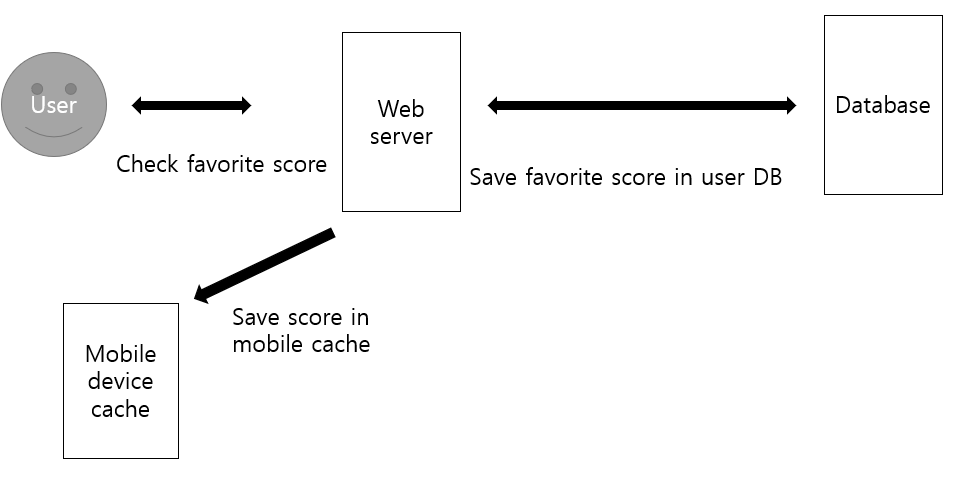 User
Check favorite score
Web
server
Save favorite score in user DB
Database
Save score in
mobile cache
Mobile
device
cache